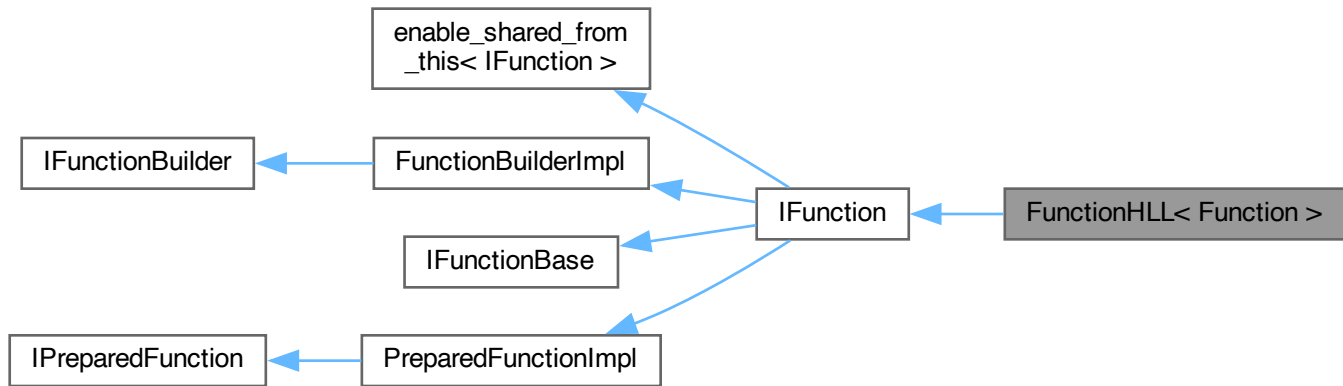 enable_shared_from
_this< IFunction >
IFunctionBuilder
FunctionBuilderImpl
IFunction
FunctionHLL< Function >
IFunctionBase
IPreparedFunction
PreparedFunctionImpl